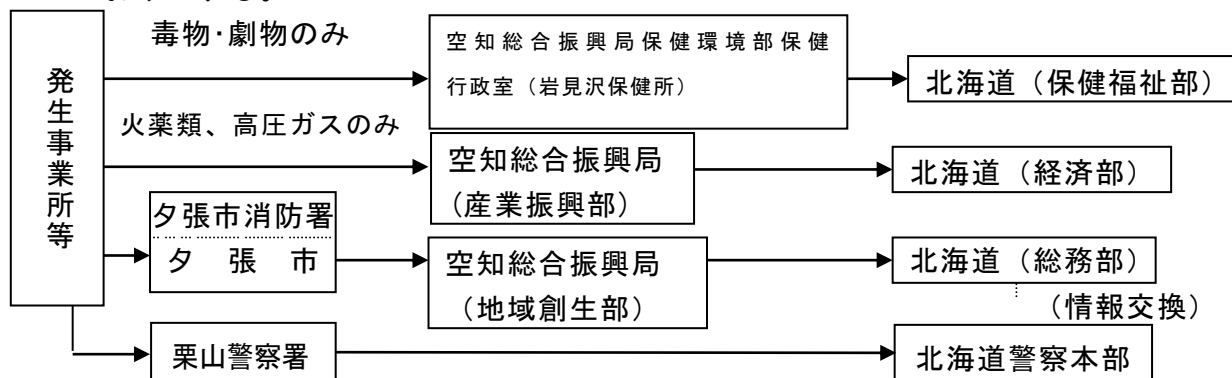 毒物・劇物のみ
空知総合振興局保健環境部保健
行政室（岩見沢保健所）
北海道（保健福祉部）
発生事業所等
火薬類、高圧ガスのみ
空知総合振興局
（産業振興部）
北海道（経済部）
夕張市消防署
夕張市
空知総合振興局
（地域創生部）
北海道（総務部）
（情報交換）
栗山警察署
北海道警察本部